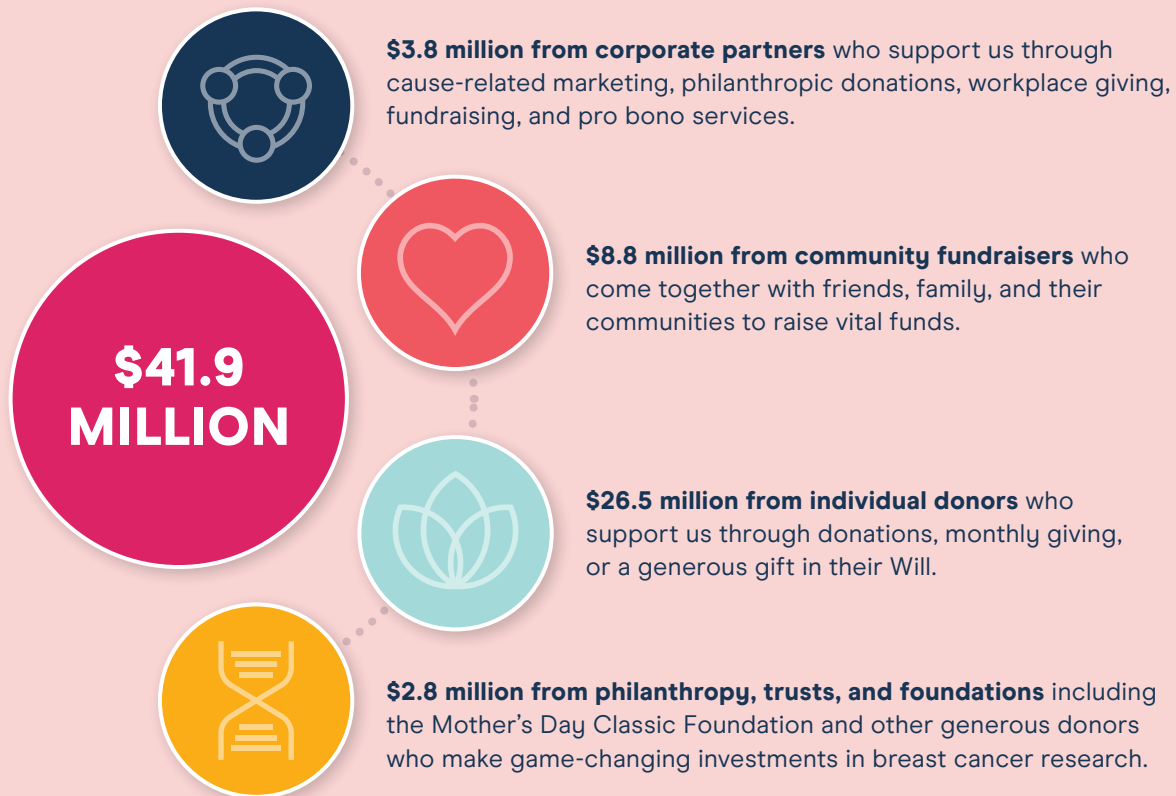 $3.8 million from corporate partners who support us through
cause-related marketing, philanthropic donations, workplace giving,
fundraising, and pro bono services.
$8.8 million from community fundraisers who
come together with friends, family, and their
communities to raise vital funds.
$41.9
MILLION
$26.5 million from individual donors who
support us through donations, monthly giving,
or a generous gift in their Will.
$2.8 million from philanthropy, trusts, and foundations including
the Mother’s Day Classic Foundation and other generous donors
who make game-changing investments in breast cancer research.